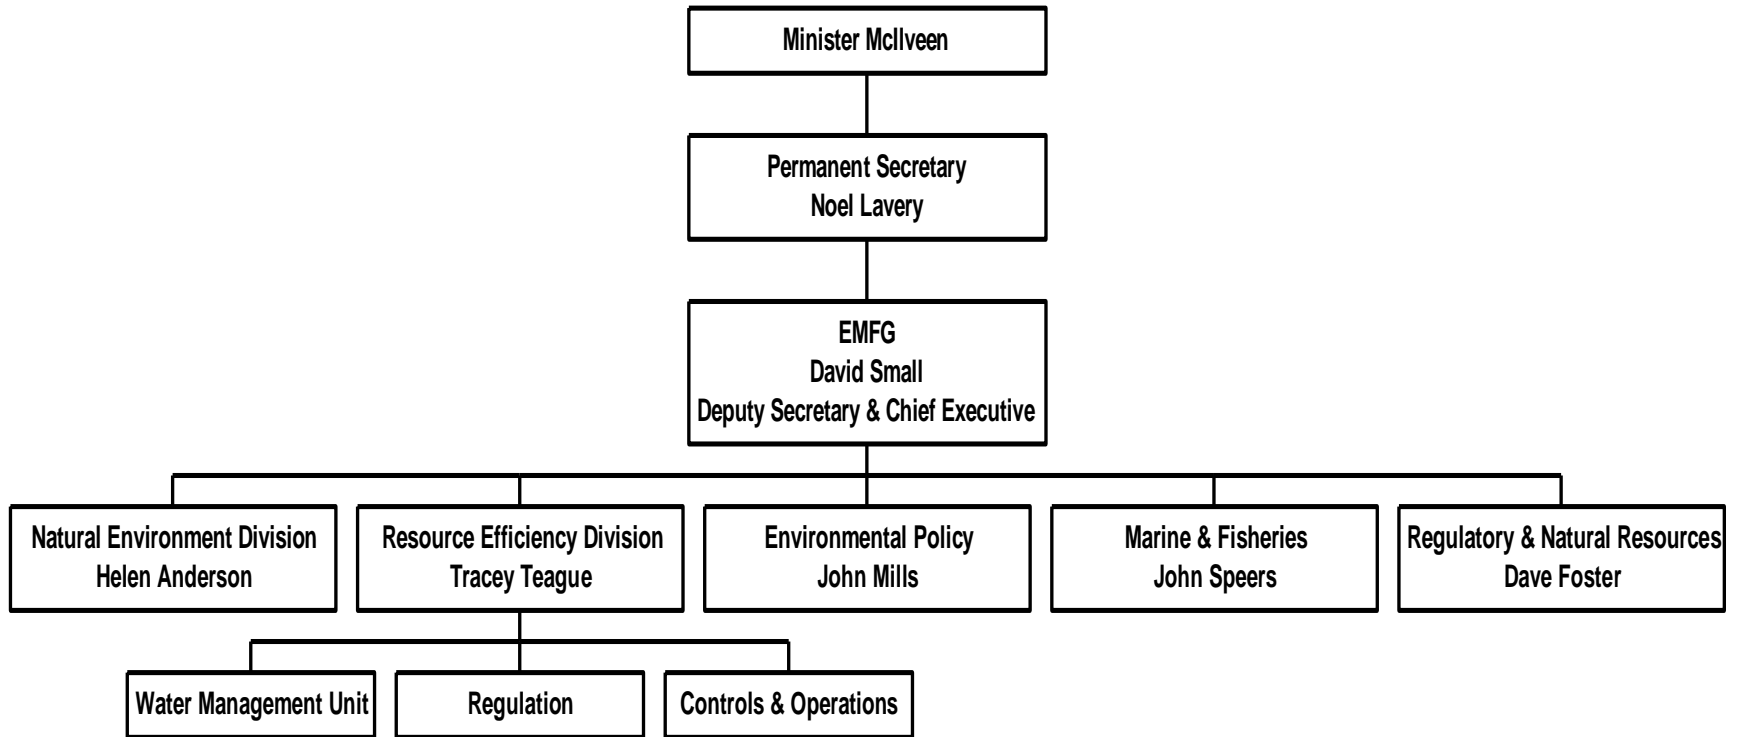 Minister McIlveen
Permanent Secretary
Noel Lavery
EMFG
David Small
Deputy Secretary & Chief Executive
Natural Environment Division
Helen Anderson
Resource Efficiency Division
Tracey Teague
Environmental Policy
John Mills
Marine & Fisheries
John Speers
Regulatory & Natural Resources
Dave Foster
Water Management Unit
Regulation
Controls & Operations